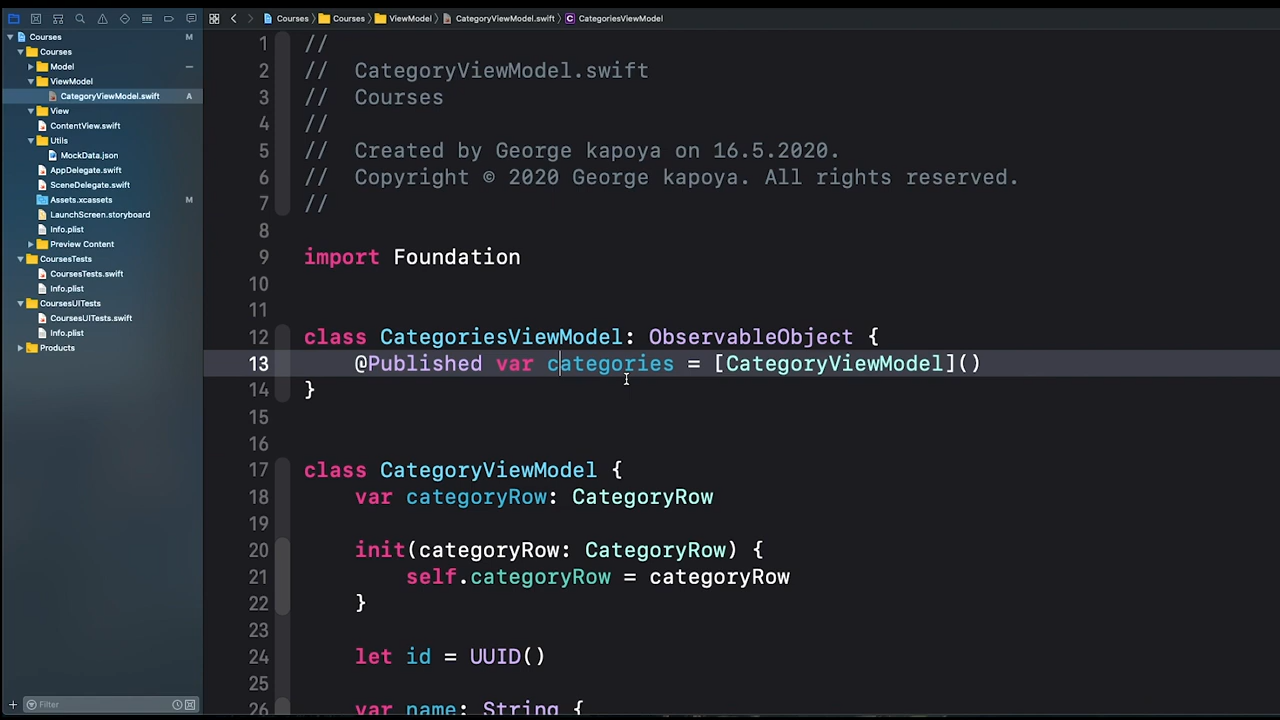 Courses
Courses
ViewModel
CategoryViewModel.swift
CategoriesViewModel
Courses M
Courses
Model
ViewModel
CategoryViewModel.swift A
View
ContentView.swift
Utils
MockData.json
AppDelegate.swift
SceneDelegate.swift
Assets.xcassets M
LaunchScreen.storyboard
Info.plist
Preview Content
CoursesTests
CoursesTests.swift
Info.plist
CoursesUITests
CoursesUITests.swift
Info.plist
Products
Filter
1 //
2 // CategoryViewModel.swift
3 // Courses
4 //
5 // Created by George kapoya on 16.5.2020.
6 // Copyright © 2020 George kapoya. All rights reserved.
7 //
8
9 import Foundation
10
11
12 class CategoriesViewModel: ObservableObject {
13 @Published var categories = [CategoryViewModel]()
14 }
15
16
17 class CategoryViewModel {
18 var categoryRow: CategoryRow
19
20 init(categoryRow: CategoryRow) {
21 self.categoryRow = categoryRow
22 }
23
24 let id = UUID()
25
26 var name: String {